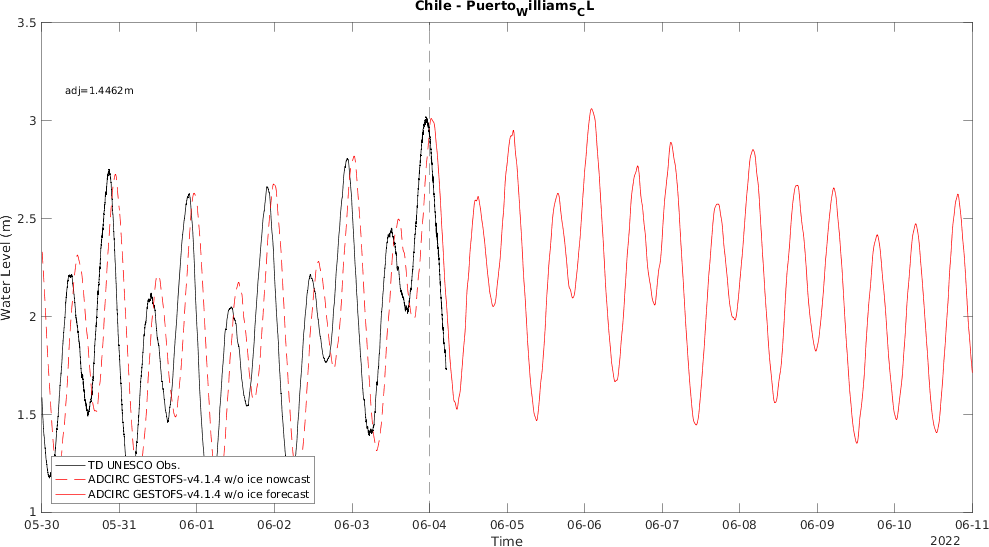 Chile - PuertoWilliamsCL
3.5
adj=1.4462m
3
2.5
Water Level (m)
2
1.5
TD UNESCO Obs.
ADCIRC GESTOFS-v4.1.4 w/o ice nowcast
ADCIRC GESTOFS-v4.1.4 w/o ice forecast
1
05-30 05-31 06-01 06-02 06-03 06-04 06-05 06-06 06-07 06-08 06-09 06-10 06-11
Time
2022